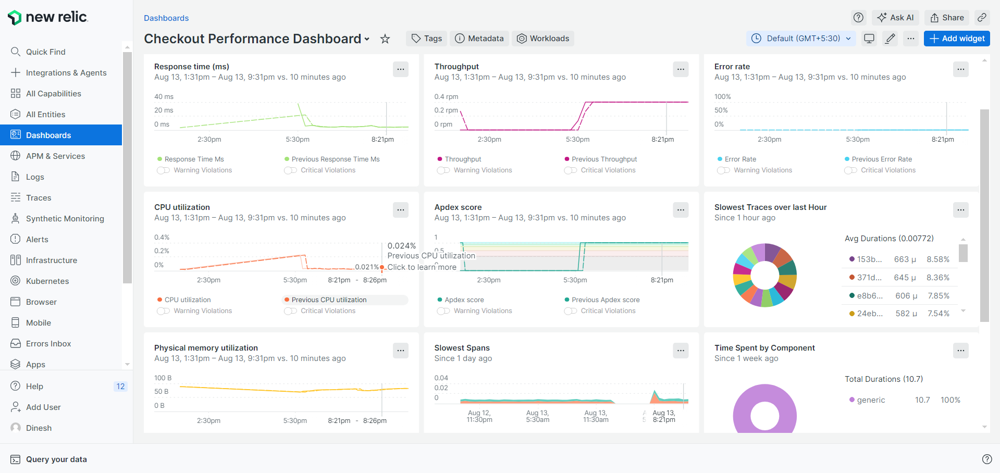 new relic
Quick Find
Integrations & Agents
All Capabilities
All Entities
Dashboards
APM & Services
Logs
Traces
Synthetic Monitoring
Alerts
Infrastructure
Kubernetes
Browser
Mobile
Errors Inbox
Apps
Help 12
Add User
Dinesh
Query your data
Dashboards
Ask AI Share
Checkout Performance Dashboard
Tags Metadata Workloads
Default (GMT+5:30)
Add widget
Response time (ms)
Aug 13, 1:31pm – Aug 13, 9:31pm vs. 10 minutes ago
40 ms
20 ms
0 ms
2:30pm 5:30pm 8:21pm
Response Time Ms Previous Response Time Ms
Warning Violations Critical Violations
Throughput
Aug 13, 1:31pm – Aug 13, 9:31pm vs. 10 minutes ago
0.4 rpm
0.2 rpm
0 rpm
2:30pm 5:30pm 8:21pm
Throughput Previous Throughput
Warning Violations Critical Violations
Error rate
Aug 13, 1:31pm – Aug 13, 9:31pm vs. 10 minutes ago
100%
50%
0%
2:30pm 5:30pm 8:21pm
Error Rate Previous Error Rate
Warning Violations Critical Violations
CPU utilization
Aug 13, 1:31pm – Aug 13, 9:31pm vs. 10 minutes ago
0.4%
0.2%
0%
0.024%
Previous CPU utilization
0.021% Click to learn more
2:30pm 5:30pm 8:21pm - 8:26pm
CPU utilization Previous CPU utilization
Warning Violations Critical Violations
Apdex score
Aug 13, 1:31pm – Aug 13, 9:31pm vs. 10 minutes ago
1
0.5
0
2:30pm 5:30pm 8:21pm
Apdex score Previous Apdex score
Warning Violations Critical Violations
Slowest Traces over last Hour
Since 1 hour ago
Avg Durations (0.00772)
153b... 663 µ 8.58%
371d... 645 µ 8.36%
e8b6... 606 µ 7.85%
24eb... 582 µ 7.54%
Physical memory utilization
Aug 13, 1:31pm – Aug 13, 9:31pm vs. 10 minutes ago
100 B
50 B
0 B
2:30pm 5:30pm 8:21pm - 8:26pm
Slowest Spans
Since 1 day ago
0.04
0.02
0
Aug 12, Aug 13, Aug 13, Aug 13,
11:30pm 5:30am 11:30am 8:21pm
Time Spent by Component
Since 1 week ago
Total Durations (10.7)
generic 10.7 100%